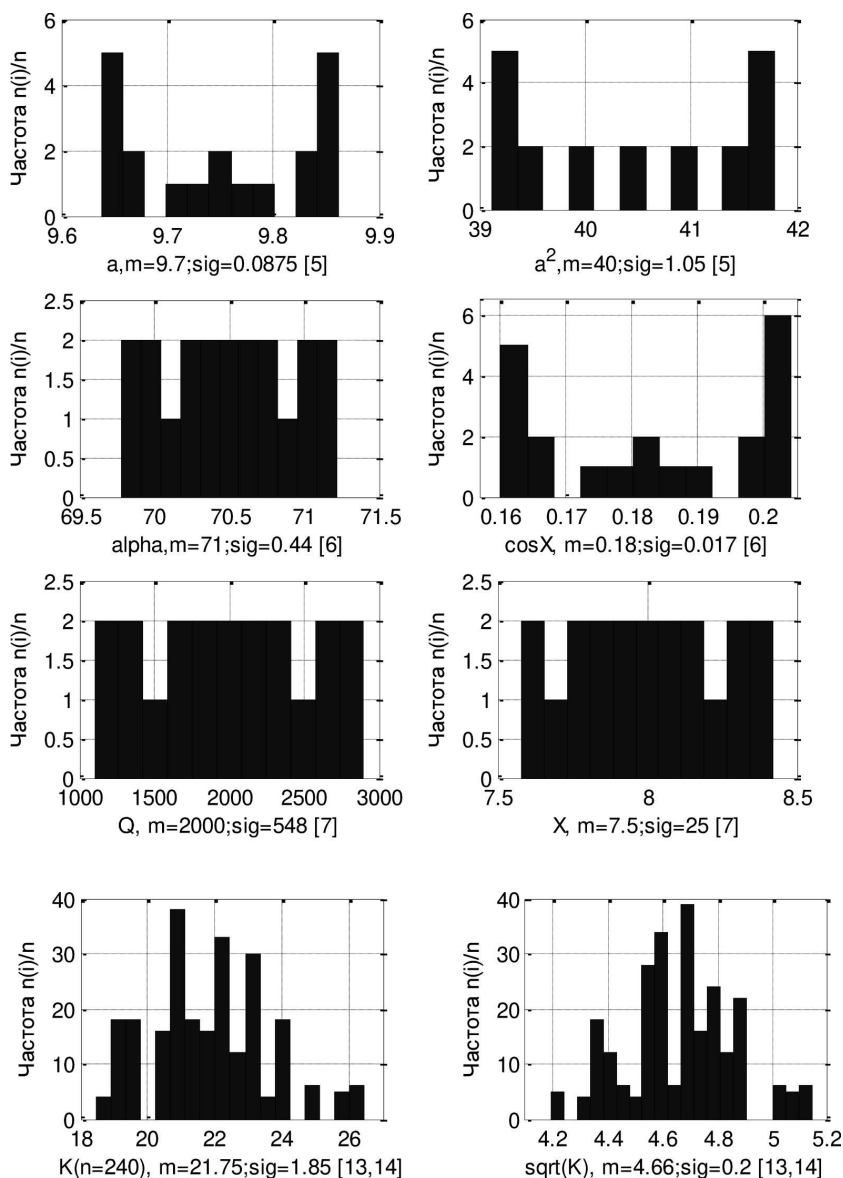 6
4
2
0
Частота n(i)/n
9.6 9.7 9.8 9.9
a,m=9.7;sig=0.0875 [5]
6
4
2
0
Частота n(i)/n
39 40 41 42
a²,m=40;sig=1.05 [5]
2.5
2
1.5
1
0.5
0
Частота n(i)/n
69.5 70 70.5 71 71.5
alpha,m=71;sig=0.44 [6]
6
4
2
0
Частота n(i)/n
0.16 0.17 0.18 0.19 0.2
cosX, m=0.18;sig=0.017 [6]
2.5
2
1.5
1
0.5
0
Частота n(i)/n
1000 1500 2000 2500 3000
Q, m=2000;sig=548 [7]
2.5
2
1.5
1
0.5
0
Частота n(i)/n
7.5 8 8.5
X, m=7.5;sig=25 [7]
40
30
20
10
0
Частота n(i)/n
18 20 22 24 26
K(n=240), m=21.75;sig=1.85 [13,14]
40
30
20
10
0
Частота n(i)/n
4.2 4.4 4.6 4.8 5 5.2
sqrt(K), m=4.66;sig=0.2 [13,14]